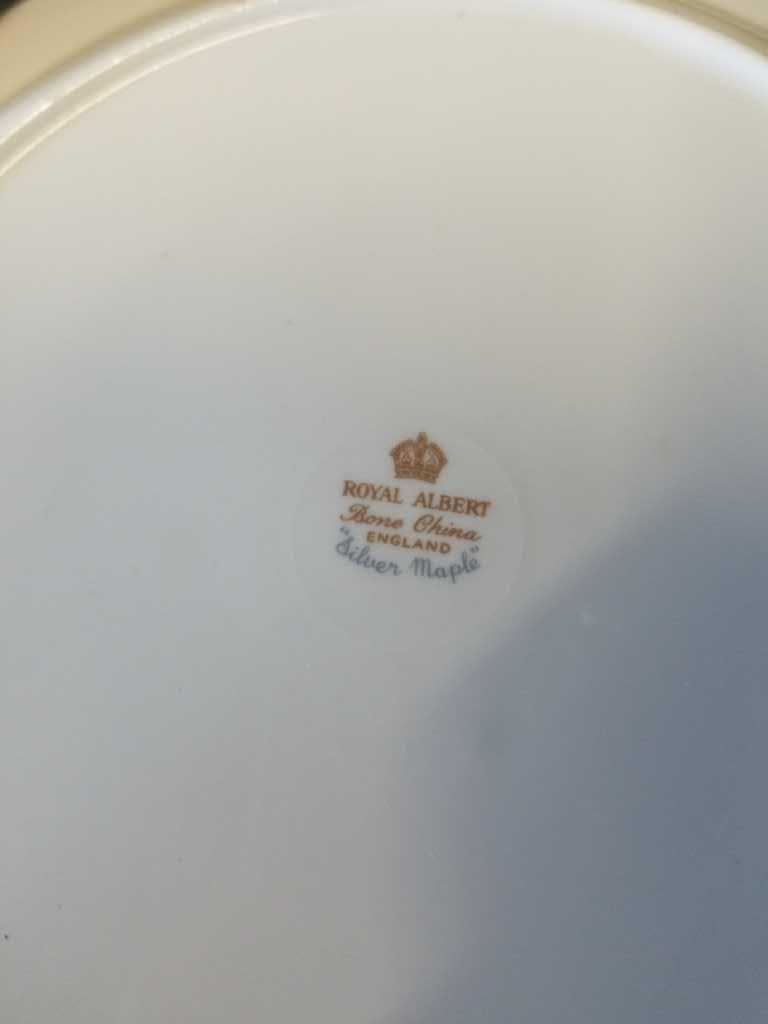 ROYAL ALBERT
Bone China
ENGLAND
"Silver Maple"